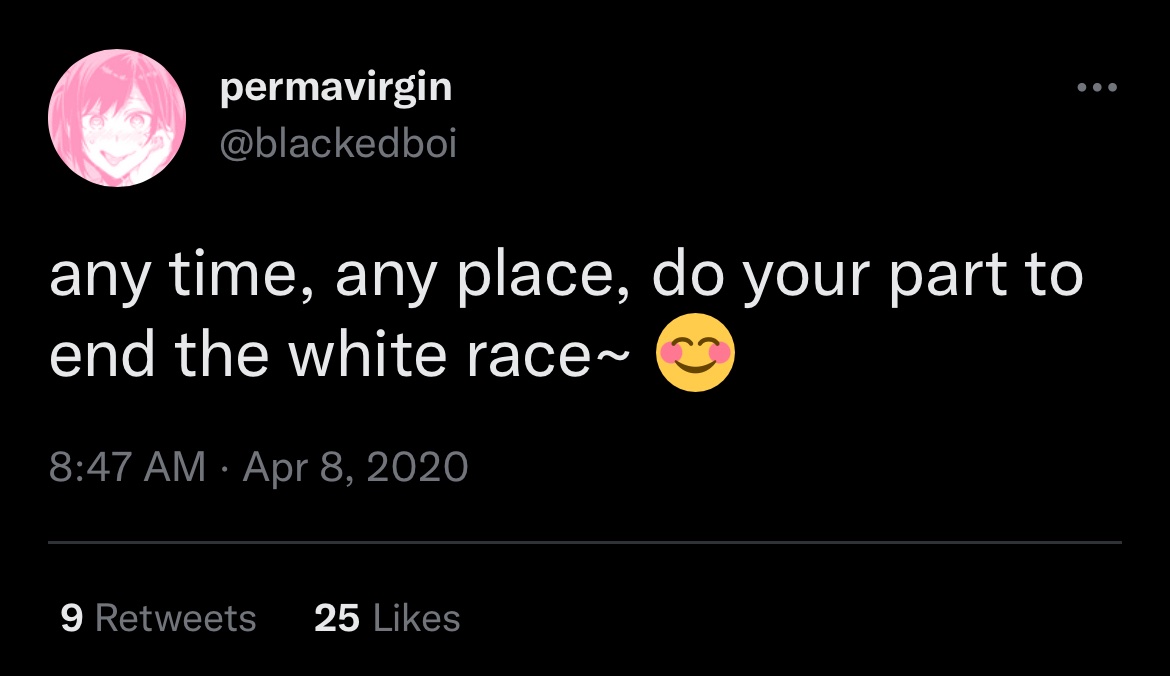 permavirgin
@blackedboi
any time, any place, do your part to
end the white race~ 😊
8:47 AM · Apr 8, 2020
9 Retweets 25 Likes